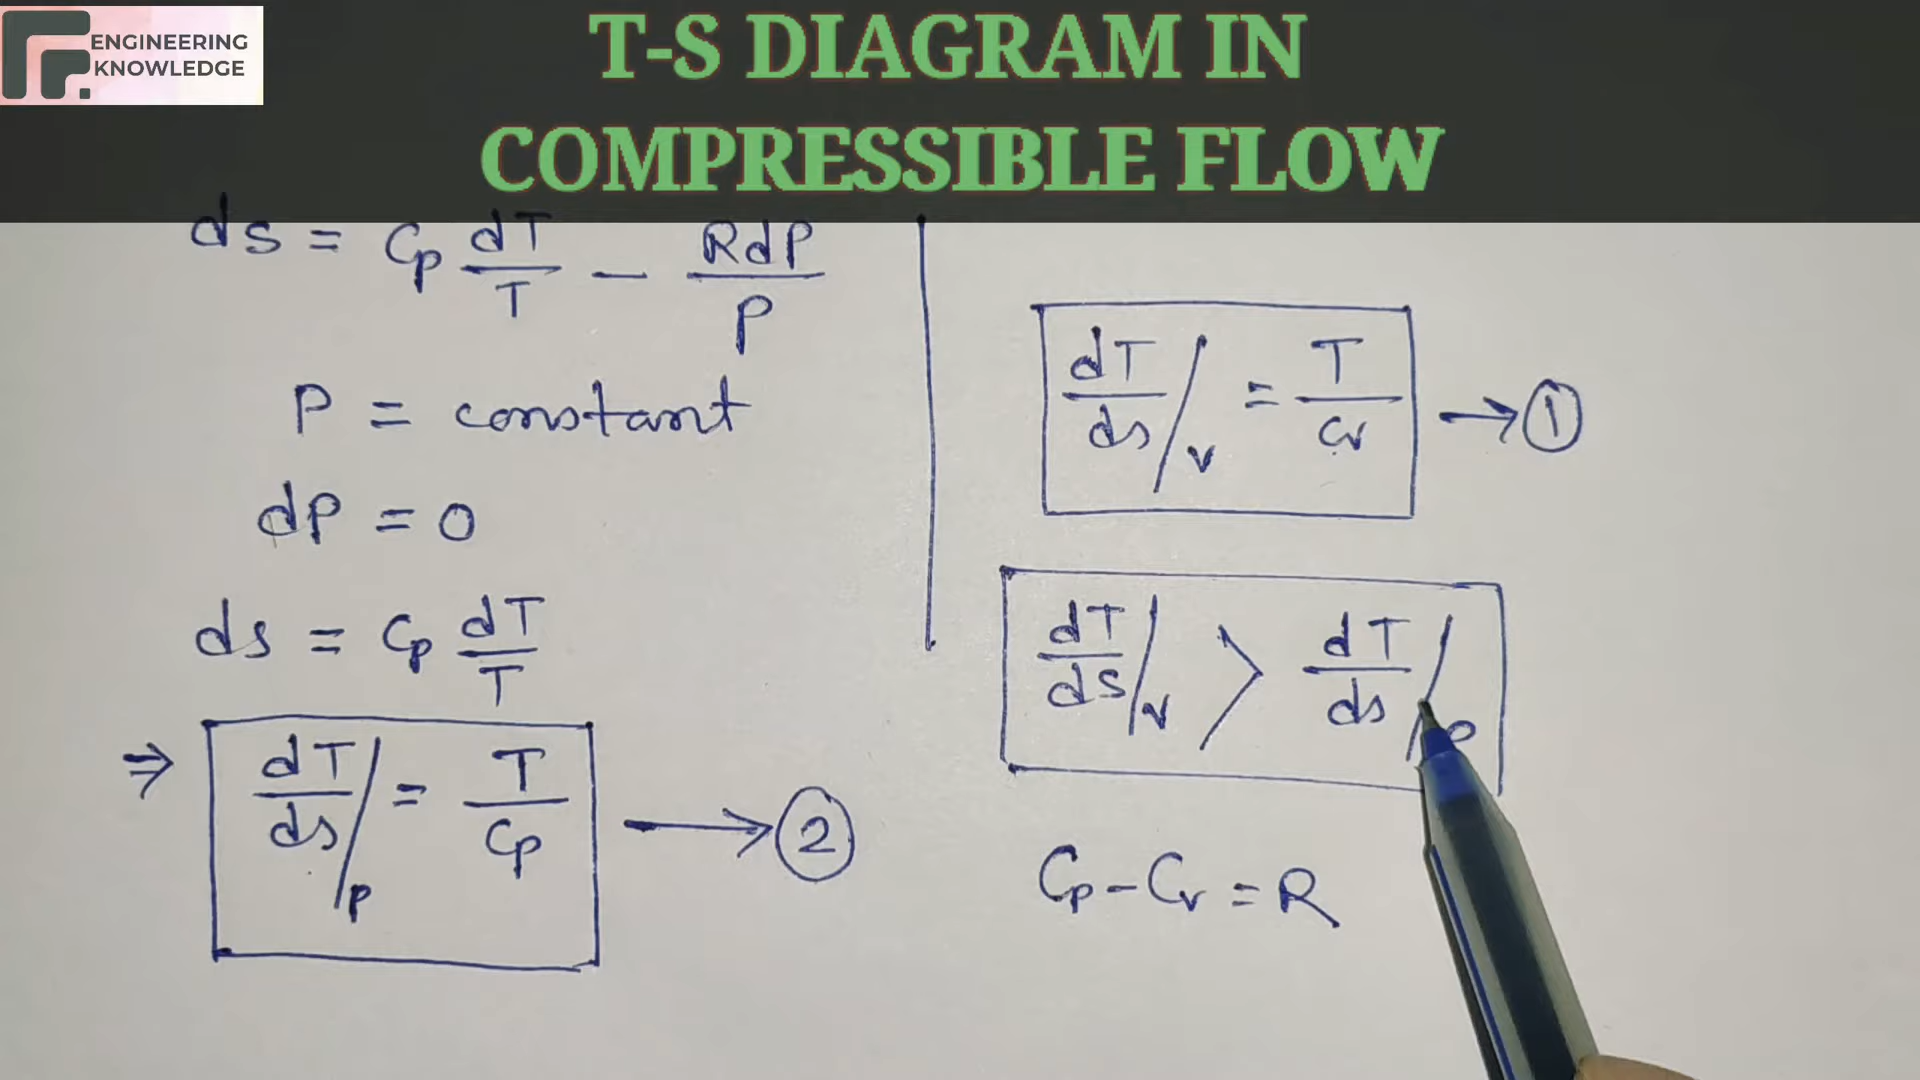 ENGINEERING
KNOWLEDGE
T-S DIAGRAM IN
COMPRESSIBLE FLOW
ds = Cp dT/T - RdP/P
P = constant
dP = 0
ds = Cp dT/T
⇒ dT/ds/p = T/Cp → 2
dT/ds/v = T/Cv → 1
dT/ds/v > dT/ds/p
Cp - Cv = R